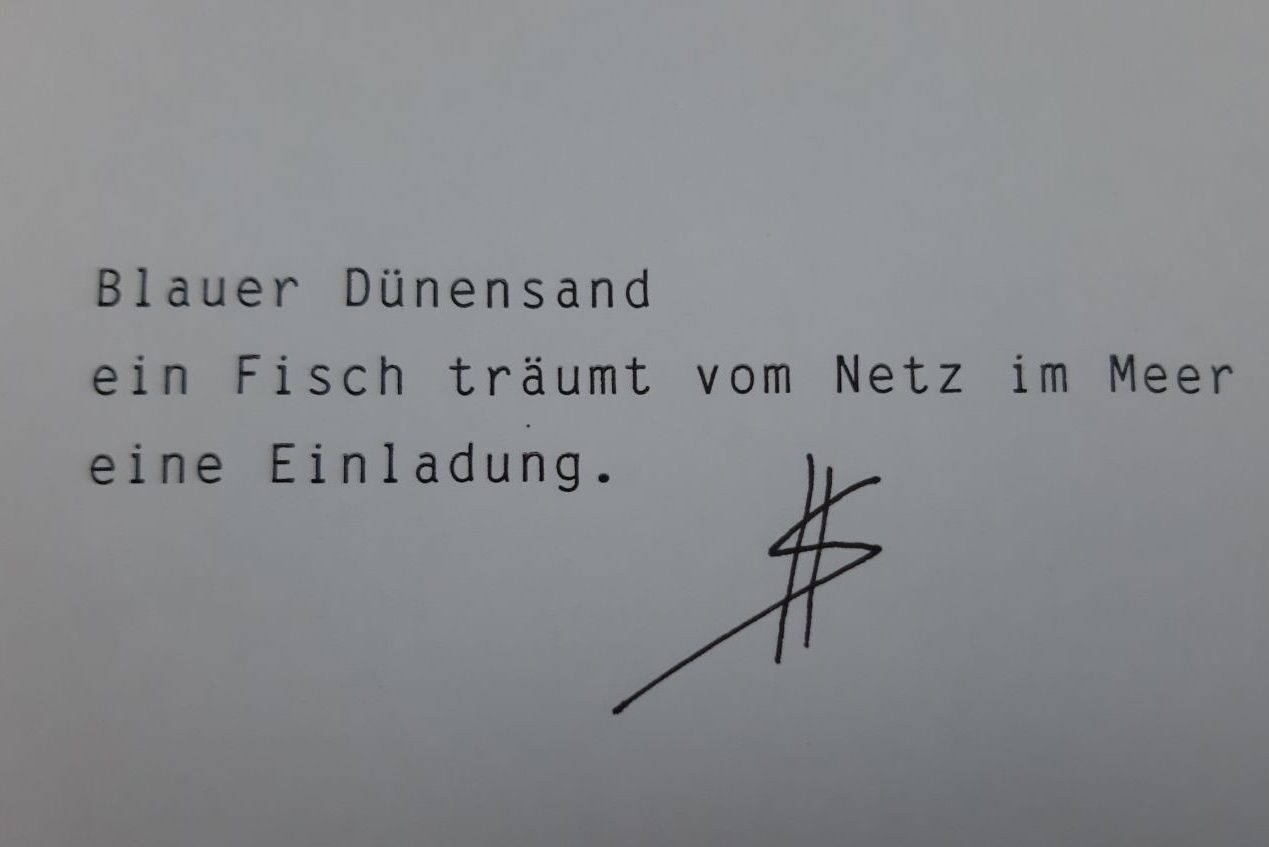 Blauer Dünensand
ein Fisch träumt vom Netz im Meer
eine Einladung.